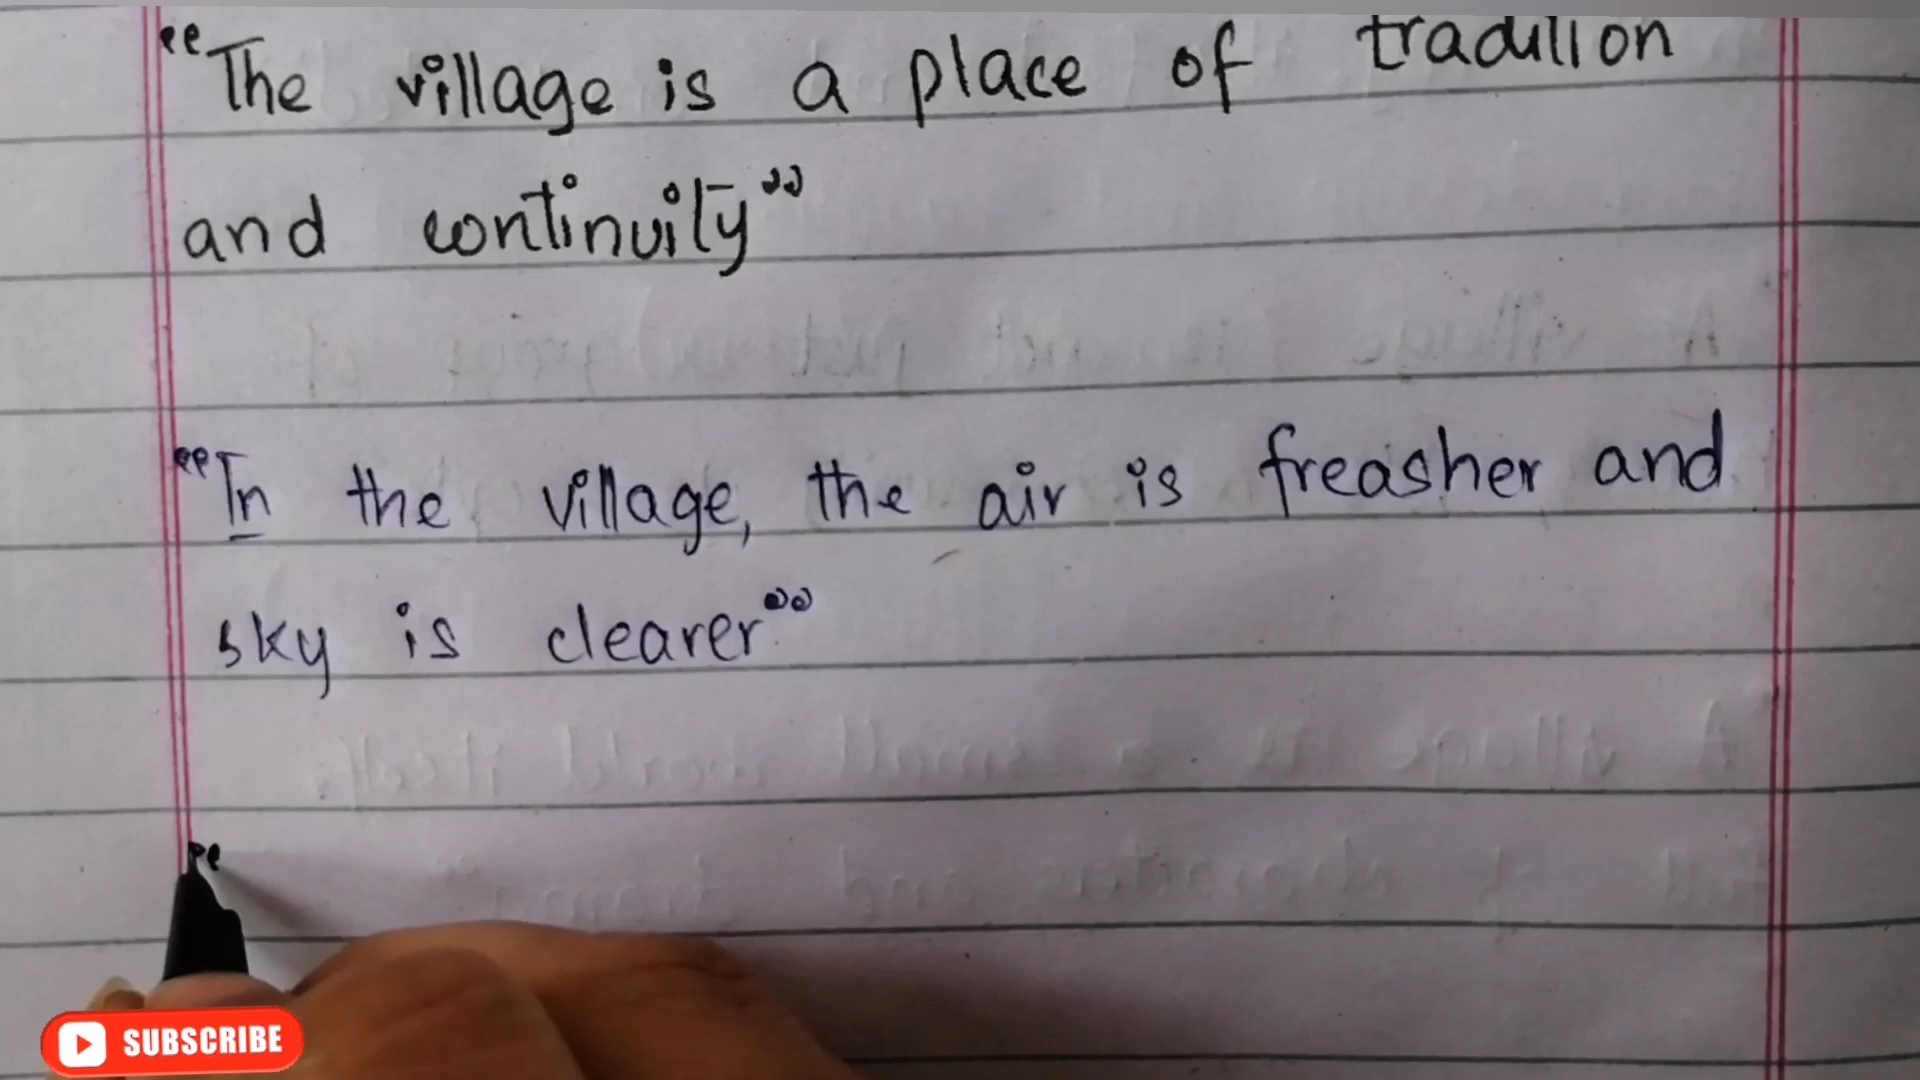 "The village is a place of tradition
and continuity"
"In the village, the air is freasher and
sky is clearer"
"
SUBSCRIBE